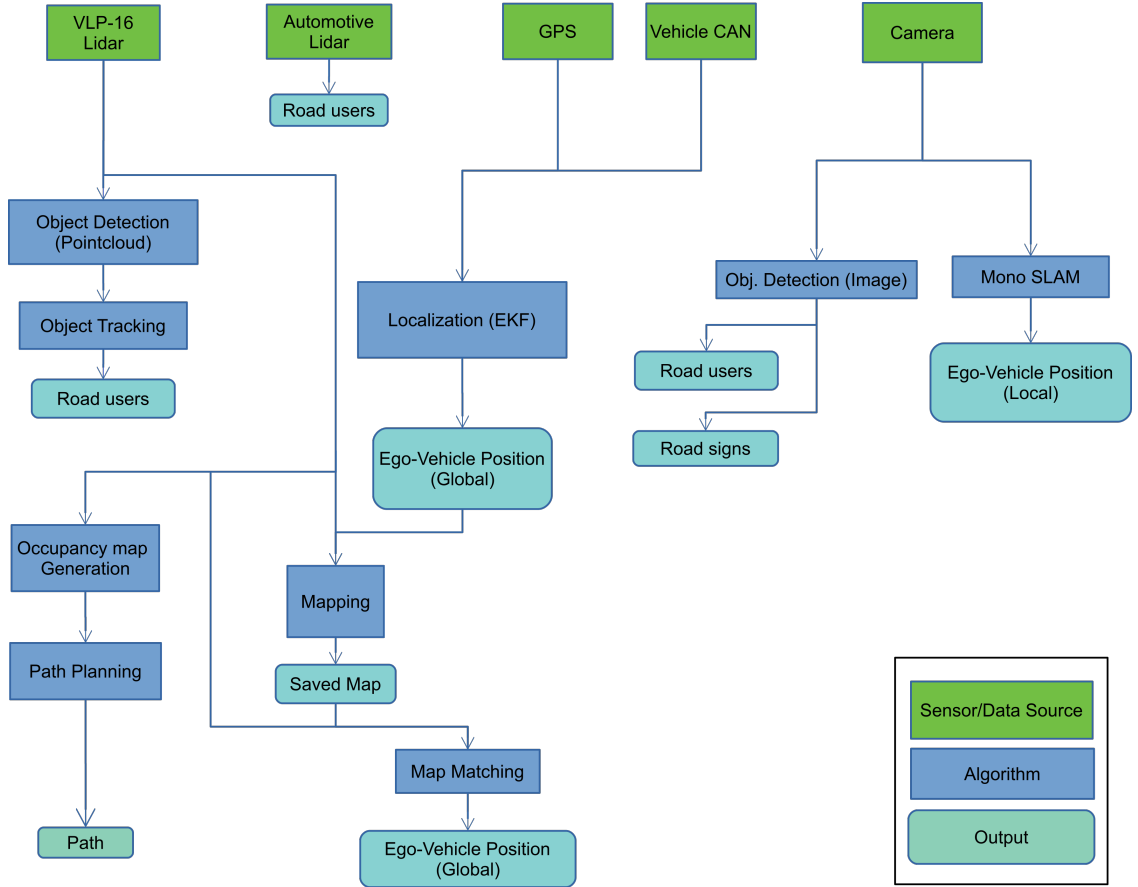 VLP-16
Lidar
Automotive
Lidar
GPS
Vehicle CAN
Camera
Road users
Object Detection
(Pointcloud)
Obj. Detection (Image)
Mono SLAM
Object Tracking
Localization (EKF)
Road users
Road users
Ego-Vehicle Position
(Local)
Road signs
Ego-Vehicle Position
(Global)
Occupancy map
Generation
Mapping
Path Planning
Saved Map
Map Matching
Path
Ego-Vehicle Position
(Global)
Sensor/Data Source
Algorithm
Output